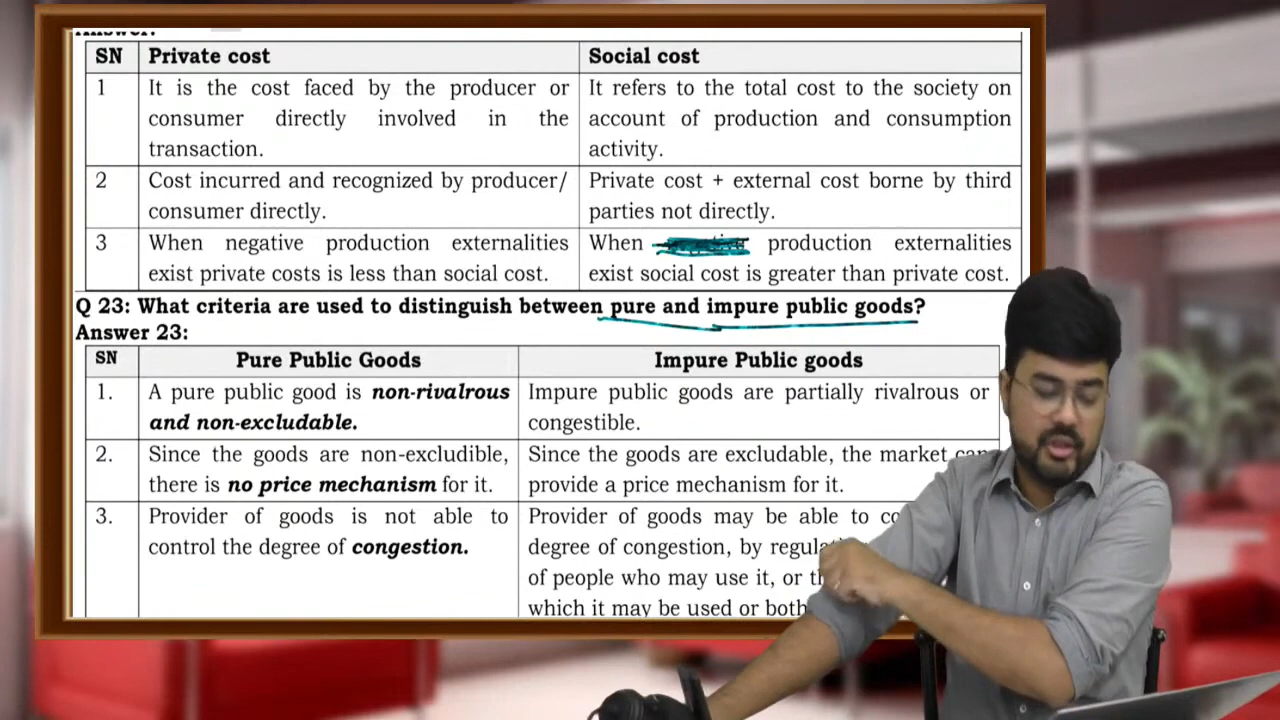 Answer:
SN Private cost Social cost
1 It is the cost faced by the producer or It refers to the total cost to the society on
consumer directly involved in the account of production and consumption
transaction. activity.
2 Cost incurred and recognized by producer/ Private cost + external cost borne by third
consumer directly. parties not directly.
3 When negative production externalities When production externalities
exist private costs is less than social cost. exist social cost is greater than private cost.
Q 23: What criteria are used to distinguish between pure and impure public goods?
Answer 23:
SN Pure Public Goods Impure Public goods
1. A pure public good is non-rivalrous Impure public goods are partially rivalrous or
and non-excludable. congestible.
2. Since the goods are non-excludible, Since the goods are excludable, the market can
there is no price mechanism for it. provide a price mechanism for it.
3. Provider of goods is not able to Provider of goods may be able to
control the degree of congestion. degree of congestion, by
of people who may use it, or
which it may be used or both